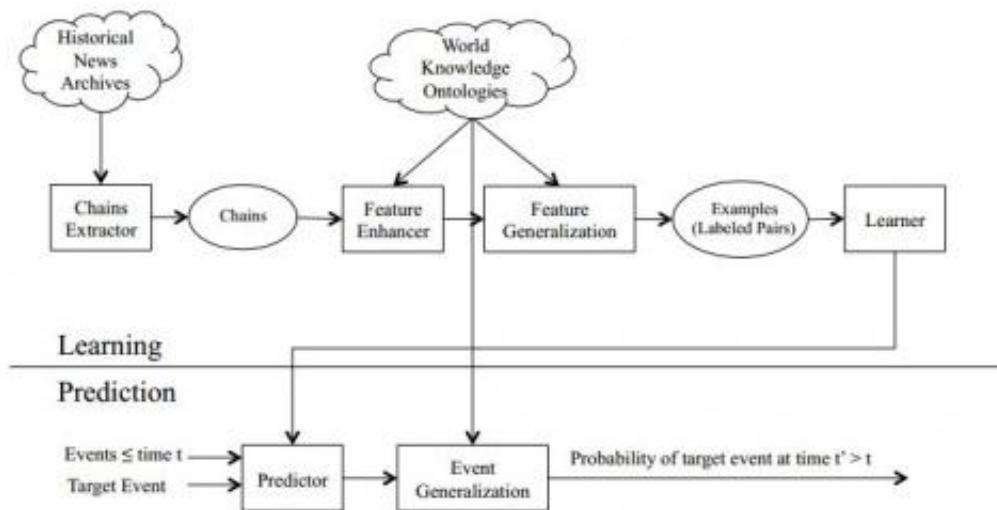 Historical
News
Archives
World
Knowledge
Ontologies
Chains
Extractor
Chains
Feature
Enhancer
Feature
Generalization
Examples
(Labeled Pairs)
Learner
Learning
Prediction
Events ≤ time t
Target Event
Predictor
Event
Generalization
Probability of target event at time t' > t